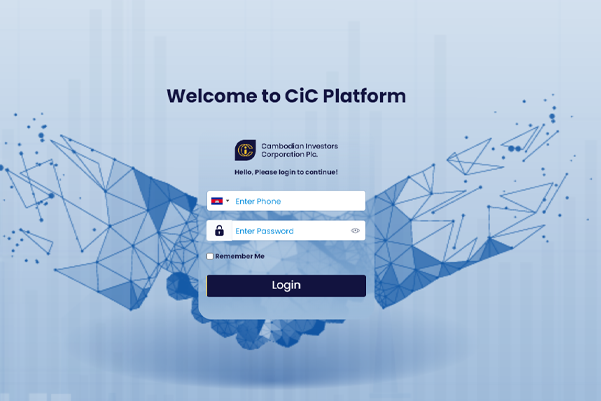 Welcome to CiC Platform
Cambodian Investors
Corporation Plc.
Hello, Please login to continue!
Enter Phone
Enter Password
Remember Me
Login